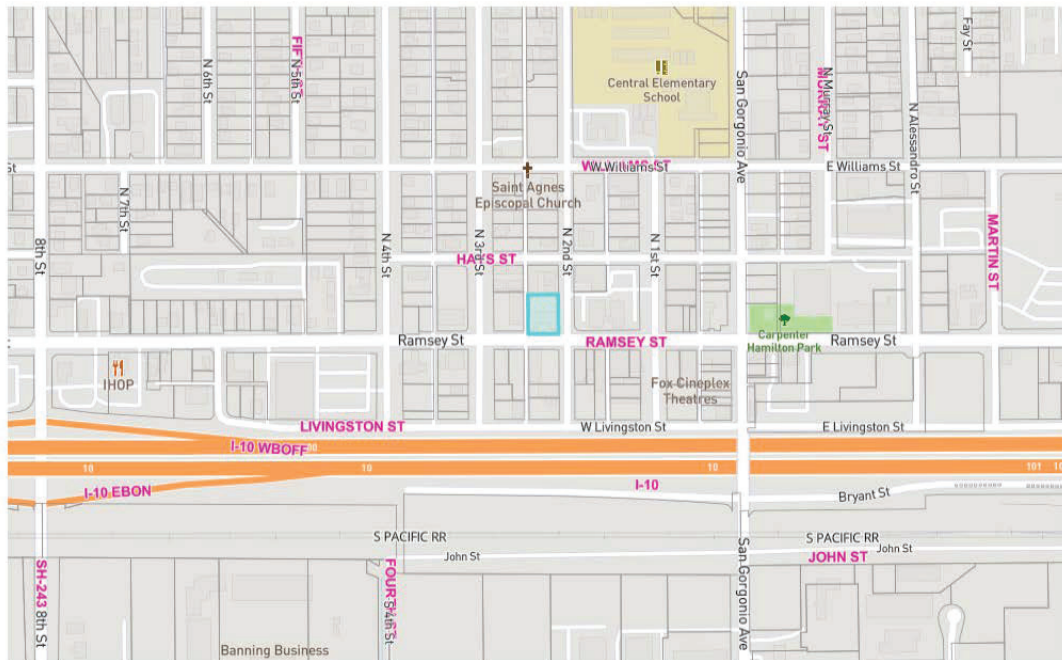 N 6th St
FIFTH ST
N 5th St
Central Elementary
School
San Gorgonio Ave
N Murray St
MURRAY ST
Fay St
N Alessandro St
St
W Williams St
E Williams St
Saint Agnes
Episcopal Church
N 7th St
8th St
N 4th St
N 3rd St
HAYS ST
N 2nd St
N 1st St
MARTIN ST
Ramsey St
RAMSEY ST
Carpenter
Hamilton Park
Ramsey St
IHOP
Fox Cineplex
Theatres
LIVINGSTON ST
W Livingston St
E Livingston St
I-10 WBOFF
10
10
101
I-10 EBON
I-10
Bryant St
S PACIFIC RR
S PACIFIC RR
John St
John St
JOHN ST
SH-243
8th St
S 4th St
San Gorgonio Ave
Banning Business